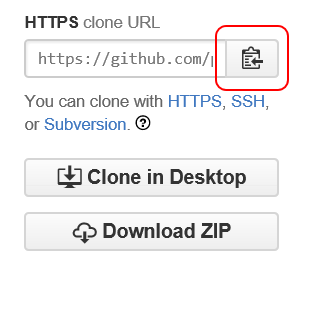 HTTPS clone URL
https://github.com/
You can clone with HTTPS, SSH,
or Subversion.
Clone in Desktop
Download ZIP